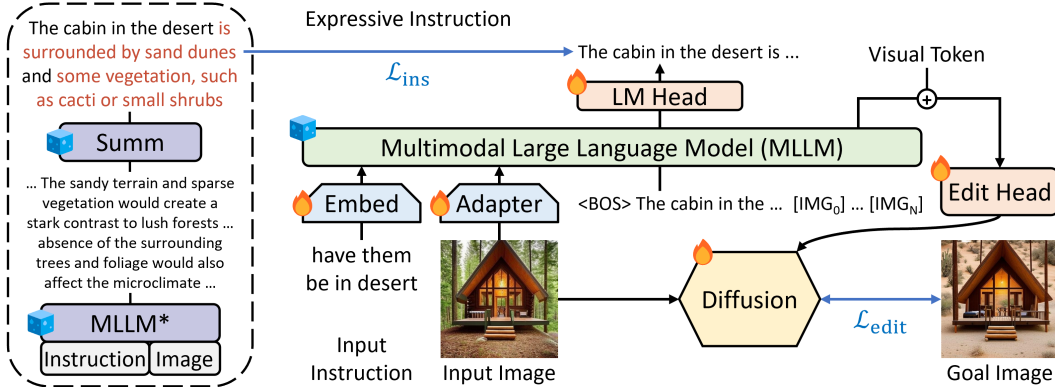 The cabin in the desert is
surrounded by sand dunes
and some vegetation, such
as cacti or small shrubs
Summ
... The sandy terrain and sparse
vegetation would create a
stark contrast to lush forests ...
absence of the surrounding
trees and foliage would also
affect the microclimate ...
MLLM*
Instruction
Image
Expressive Instruction
ℒins
The cabin in the desert is ...
LM Head
Visual Token
+
Multimodal Large Language Model (MLLM)
Embed
Adapter
<BOS> The cabin in the ... [IMG₀] ... [IMG_N]
Edit Head
have them
be in desert
Diffusion
ℒedit
Input
Instruction
Input Image
Goal Image